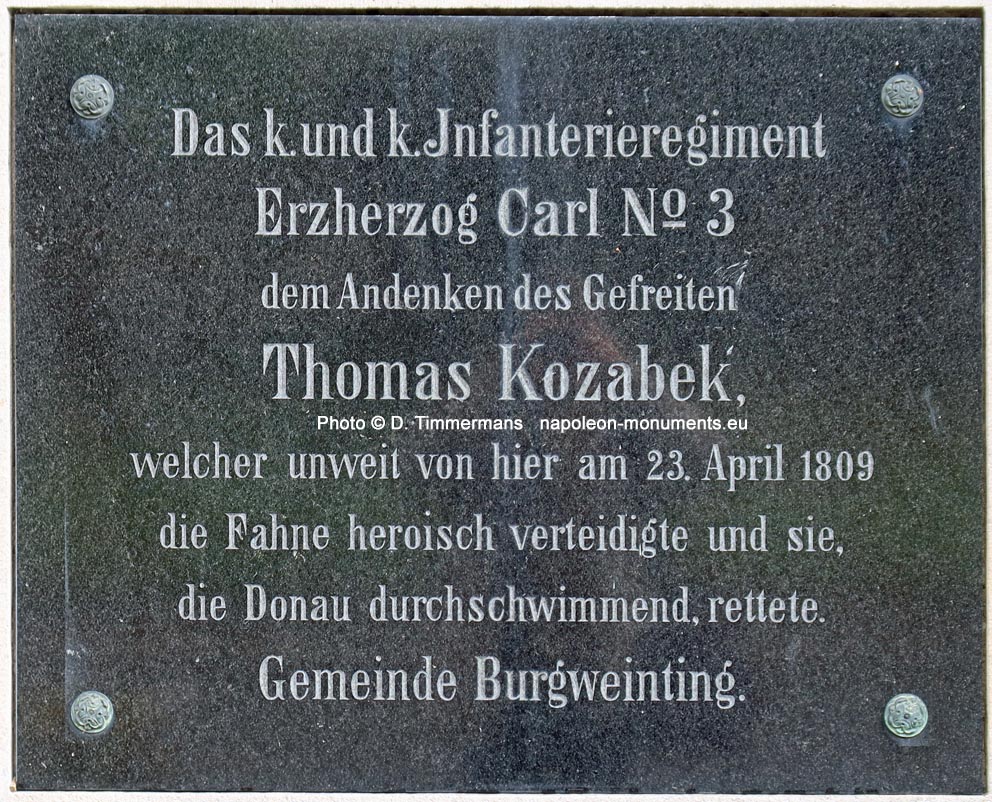 Das k. und k. Jnfanterieregiment
Erzherzog Carl No 3
dem Andenken des Gefreiten
Thomas Kozabek,
Photo © D. Timmermans napoleon-monuments.eu
welcher unweit von hier am 23. April 1809
die Fahne heroisch verteidigte und sie,
die Donau durchschwimmend, rettete.
Gemeinde Burgweinting.